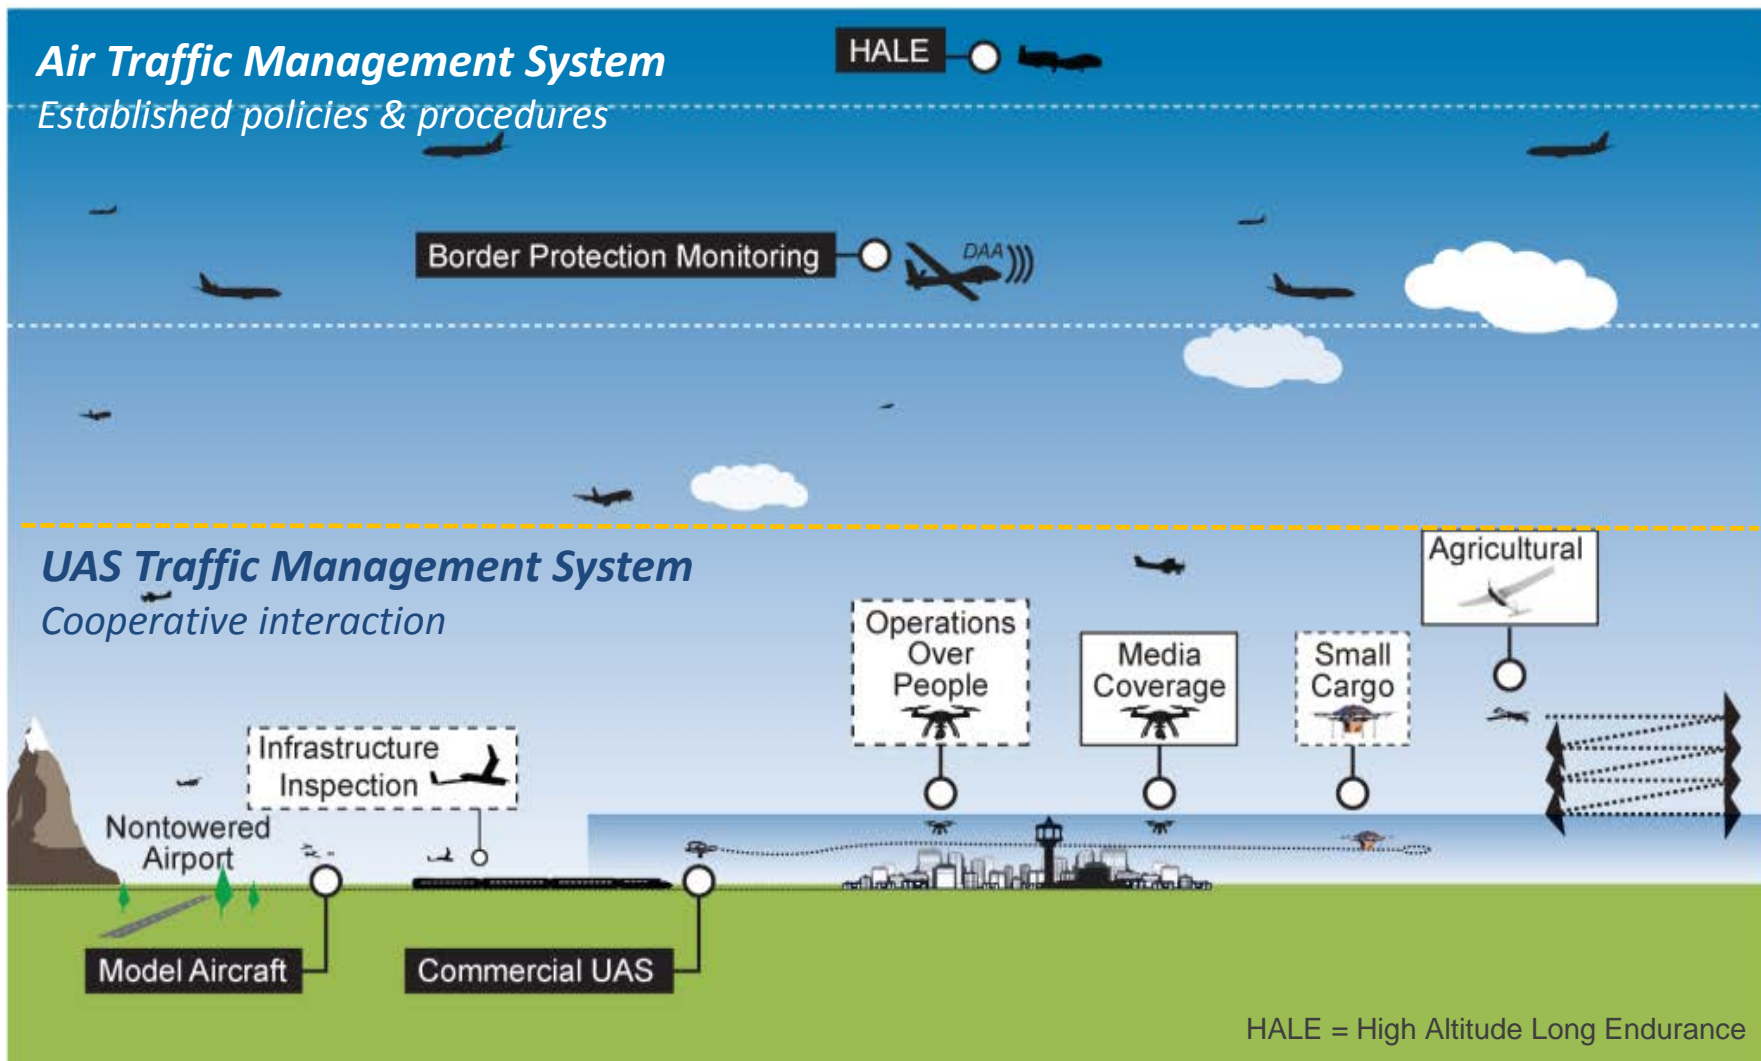 Air Traffic Management System
Established policies & procedures
HALE
Border Protection Monitoring
DAA
UAS Traffic Management System
Cooperative interaction
Agricultural
Operations
Over
People
Media
Coverage
Small
Cargo
Infrastructure
Inspection
Nontowered
Airport
Model Aircraft
Commercial UAS
HALE = High Altitude Long Endurance